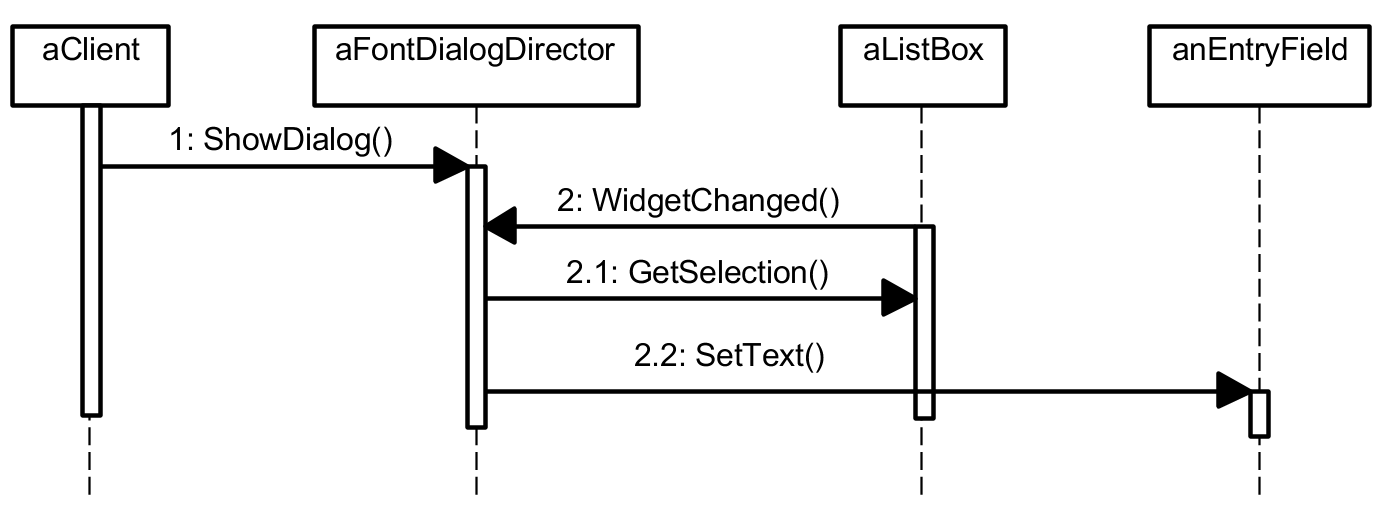 aClient
aFontDialogDirector
aListBox
anEntryField
1: ShowDialog()
2: WidgetChanged()
2.1: GetSelection()
2.2: SetText()